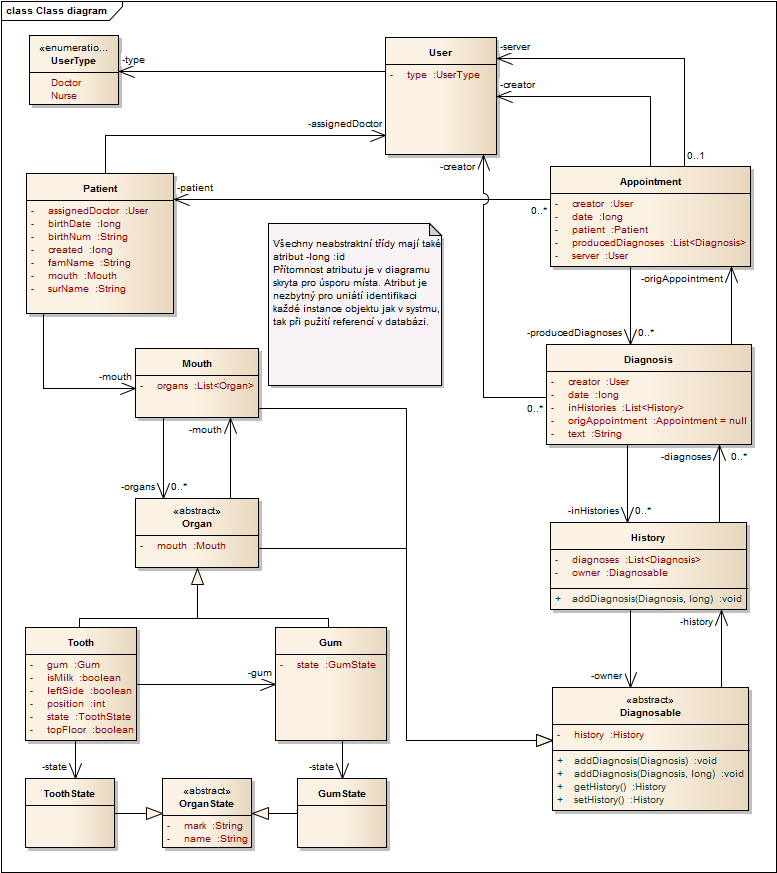 class Class diagram
«enumeratio...
UserType
Doctor
Nurse
-type
User
- type :UserType
-server
-creator
-assignedDoctor
-creator
0..1
Patient
- assignedDoctor :User
- birthDate :long
- birthNum :String
- created :long
- famName :String
- mouth :Mouth
- surName :String
-patient
0..*
Appointment
- creator :User
- date :long
- patient :Patient
- producedDiagnoses :List<Diagnosis>
- server :User
Všechny neabstraktní třídy mají také
atribut -long :id
Přítomnost atributu je v diagramu
skryta pro úsporu místa. Atribut je
nezbytný pro uniátí identifikaci
každé instance objektu jak v systmu,
tak při pužití referencí v databázi.
-origAppointment
-producedDiagnoses
0..*
-mouth
Mouth
- organs :List<Organ>
Diagnosis
- creator :User
- date :long
- inHistories :List<History>
- origAppointment :Appointment = null
- text :String
0..*
-mouth
-organs
0..*
-diagnoses
0..*
«abstract»
Organ
- mouth :Mouth
-inHistories
0..*
History
- diagnoses :List<Diagnosis>
- owner :Diagnosable
+ addDiagnosis(Diagnosis, long) :void
-history
Tooth
- gum :Gum
- isMilk :boolean
- leftSide :boolean
- position :int
- state :ToothState
- topFloor :boolean
-gum
Gum
- state :GumState
-owner
«abstract»
Diagnosable
- history :History
+ addDiagnosis(Diagnosis) :void
+ addDiagnosis(Diagnosis, long) :void
+ getHistory() :History
+ setHistory() :History
-state
-state
ToothState
«abstract»
OrganState
- mark :String
- name :String
GumState